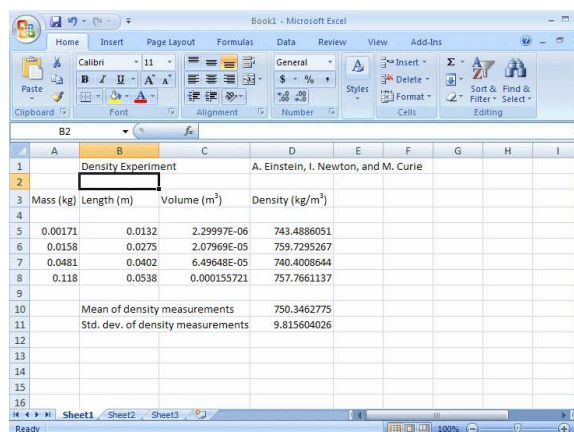 Book1 - Microsoft Excel
Home Insert Page Layout Formulas Data Review View Add-Ins
Paste
Clipboard
Calibri 11
B I U A A
A
Font
Alignment
General
$ % ,
.00 .0
Number
Styles
Insert
Delete
Format
Cells
Σ
Sort & Find &
Filter Select
Editing
B2 fx
A B C D E F G H I
1 Density Experiment A. Einstein, I. Newton, and M. Curie
2
3 Mass (kg) Length (m) Volume (m³) Density (kg/m³)
4
5 0.00171 0.0132 2.29997E-06 743.4886051
6 0.0158 0.0275 2.07969E-05 759.7295267
7 0.0481 0.0402 6.49648E-05 740.4008644
8 0.118 0.0538 0.000155721 757.7661137
9
10 Mean of density measurements 750.3462775
11 Std. dev. of density measurements 9.815604026
12
13
14
15
16
Sheet1 Sheet2 Sheet3
Ready 100%